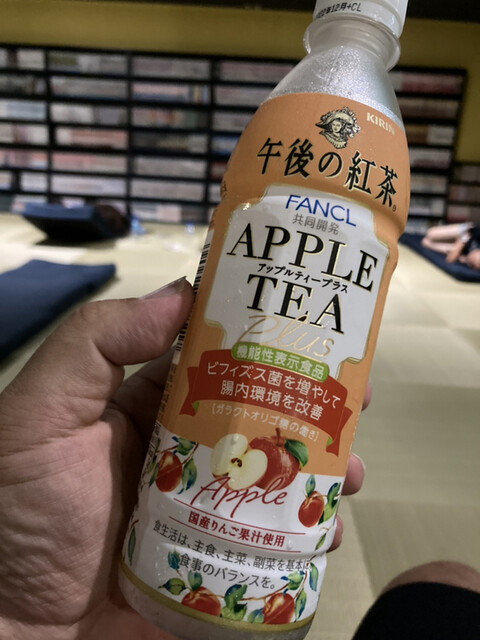 KIRIN
午後の紅茶®
FANCL
共同開発
APPLE
アップルティープラス
TEA
Plus
機能性表示食品
ビフィズス菌を増やして
腸内環境を改善
[ガラクトオリゴ糖の働き]
Apple
国産りんご果汁使用
食生活は、主食、主菜、副菜を基本に
食事のバランスを。